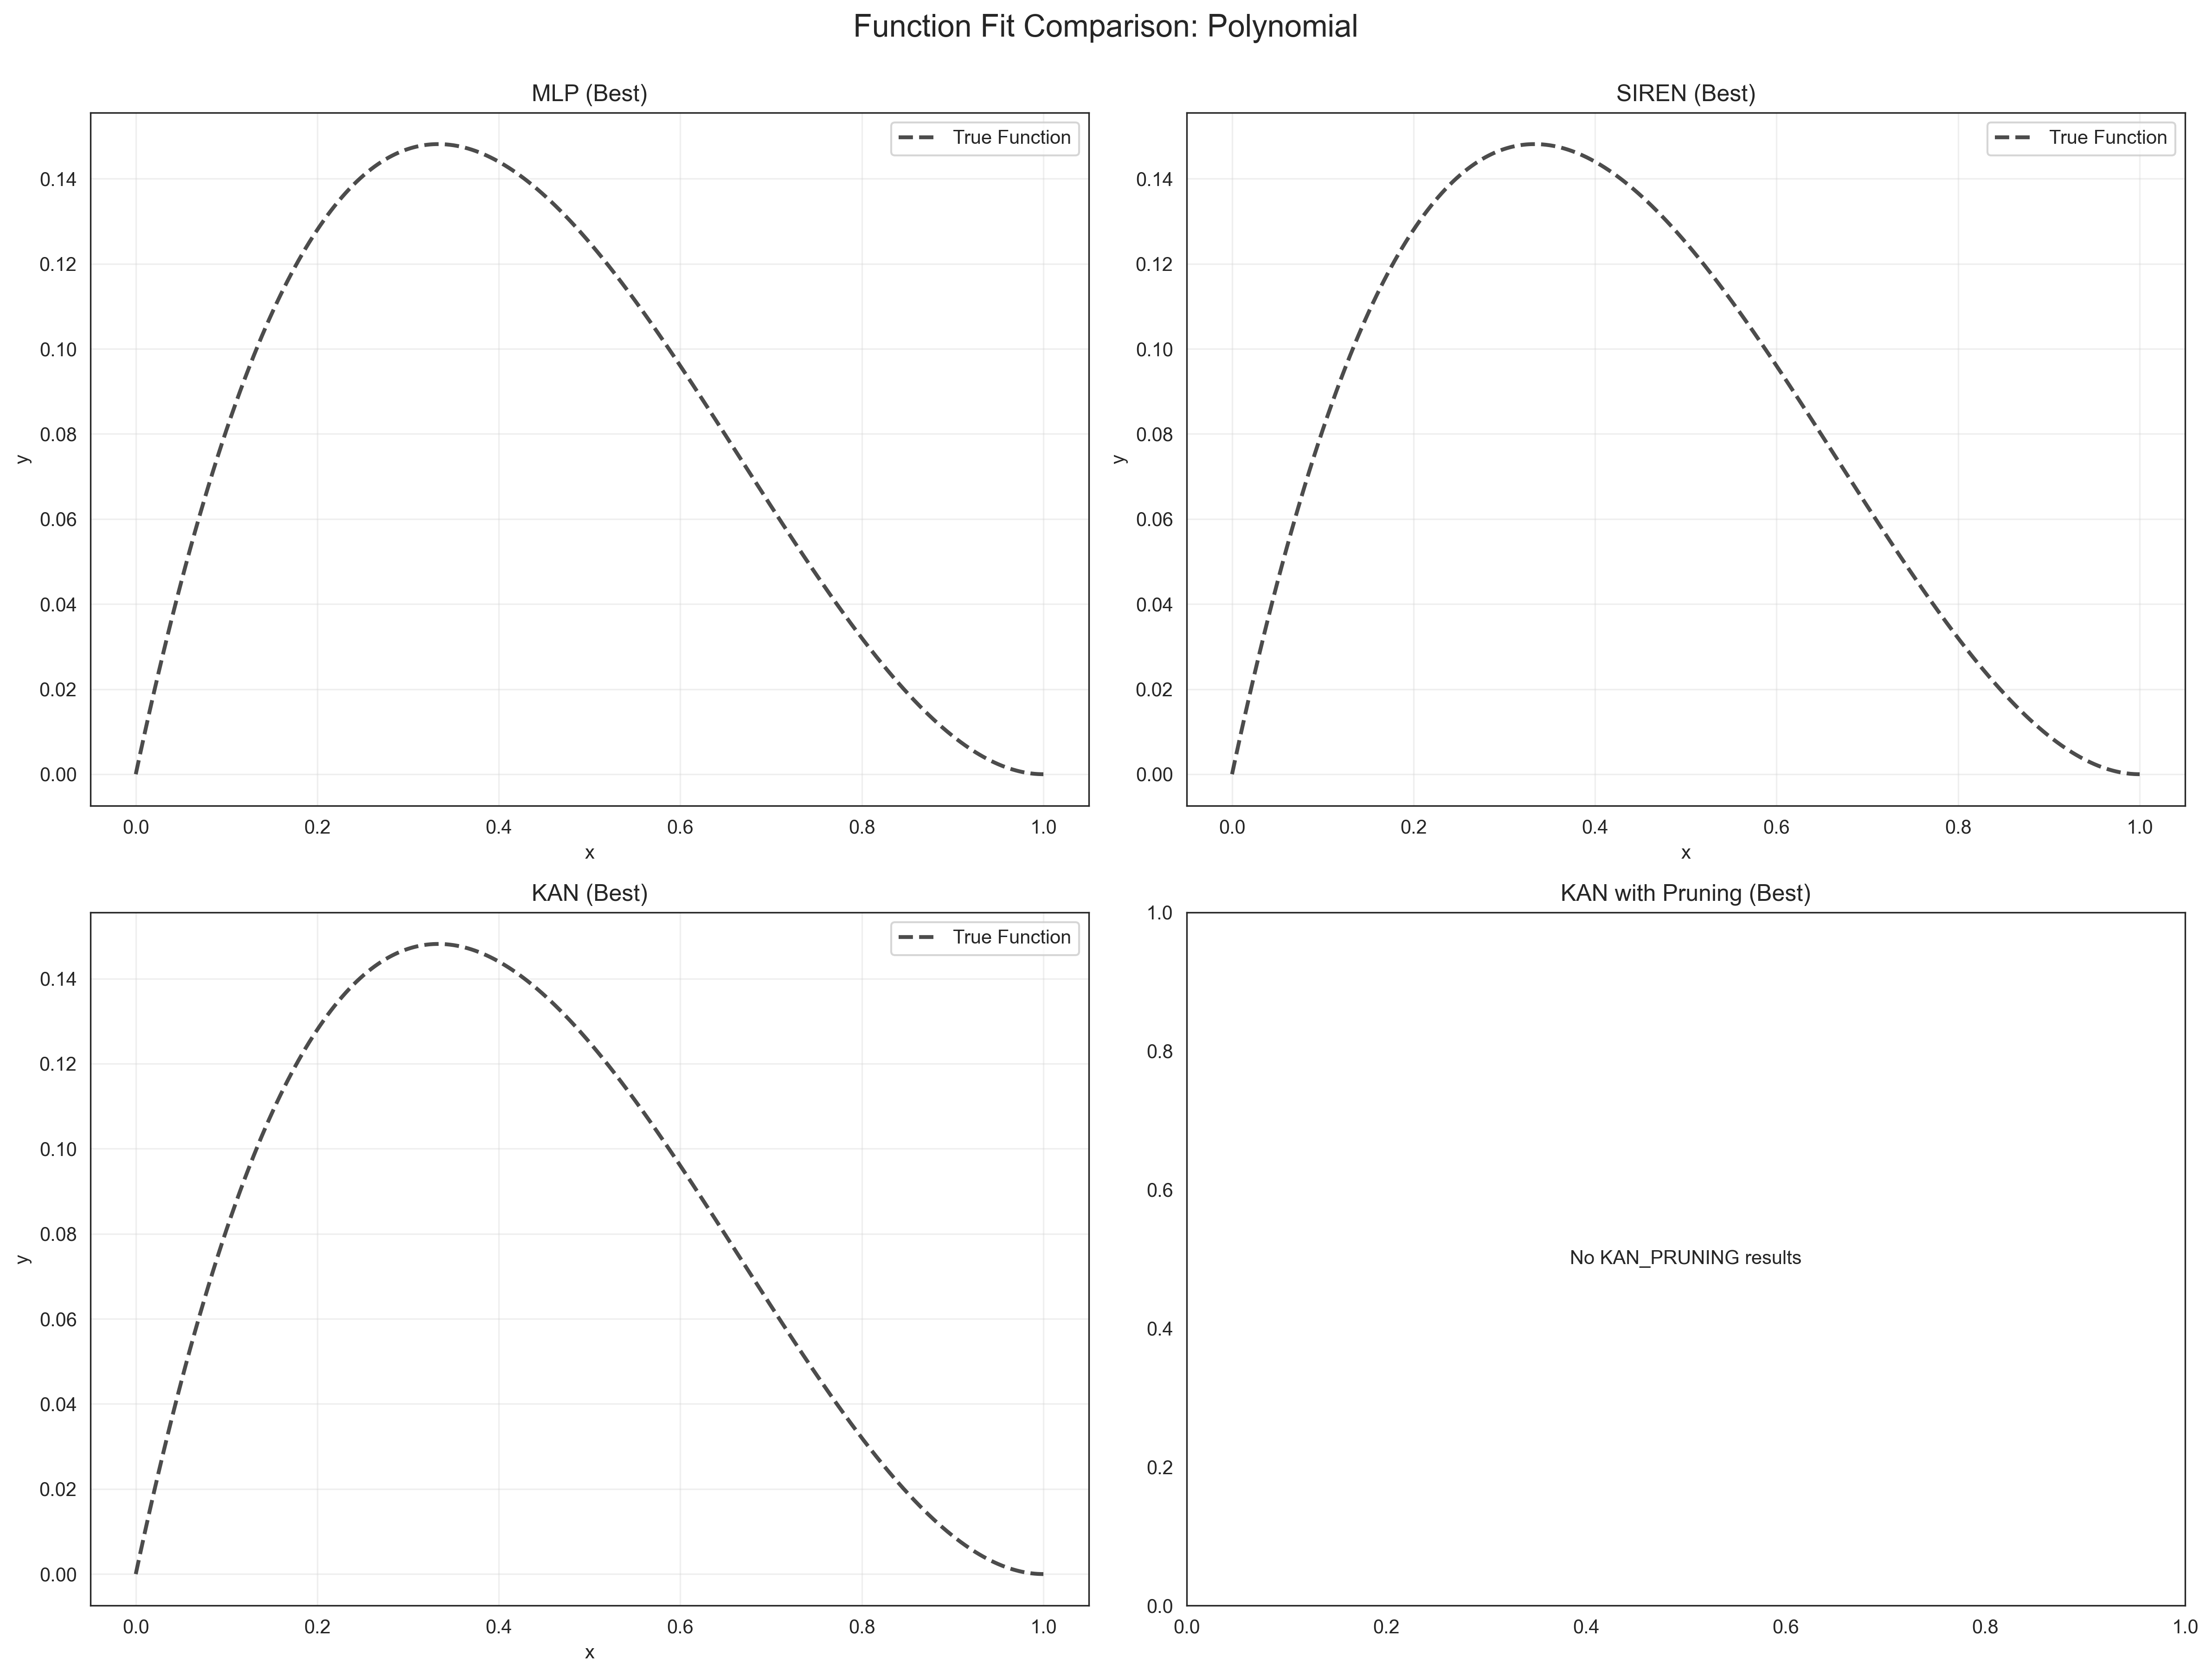 Function Fit Comparison: Polynomial
MLP (Best)
True Function
0.14
0.12
0.10
0.08
0.06
0.04
0.02
0.00
y
0.0 0.2 0.4 0.6 0.8 1.0
x
SIREN (Best)
True Function
0.14
0.12
0.10
0.08
0.06
0.04
0.02
0.00
y
0.0 0.2 0.4 0.6 0.8 1.0
x
KAN (Best)
True Function
0.14
0.12
0.10
0.08
0.06
0.04
0.02
0.00
y
0.0 0.2 0.4 0.6 0.8 1.0
x
KAN with Pruning (Best)
1.0
0.8
0.6
No KAN_PRUNING results
0.4
0.2
0.0
0.0 0.2 0.4 0.6 0.8 1.0